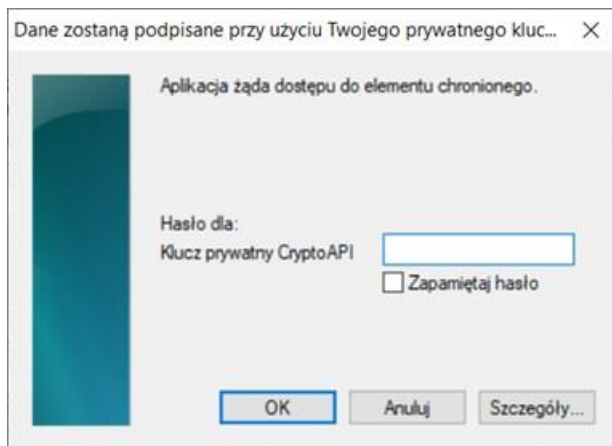 Dane zostaną podpisane przy użyciu Twojego prywatnego kluc...
Aplikacja żąda dostępu do elementu chronionego.
Hasło dla:
Klucz prywatny CryptoAPI
Zapamiętaj hasło
OK
Anuluj
Szczegóły...